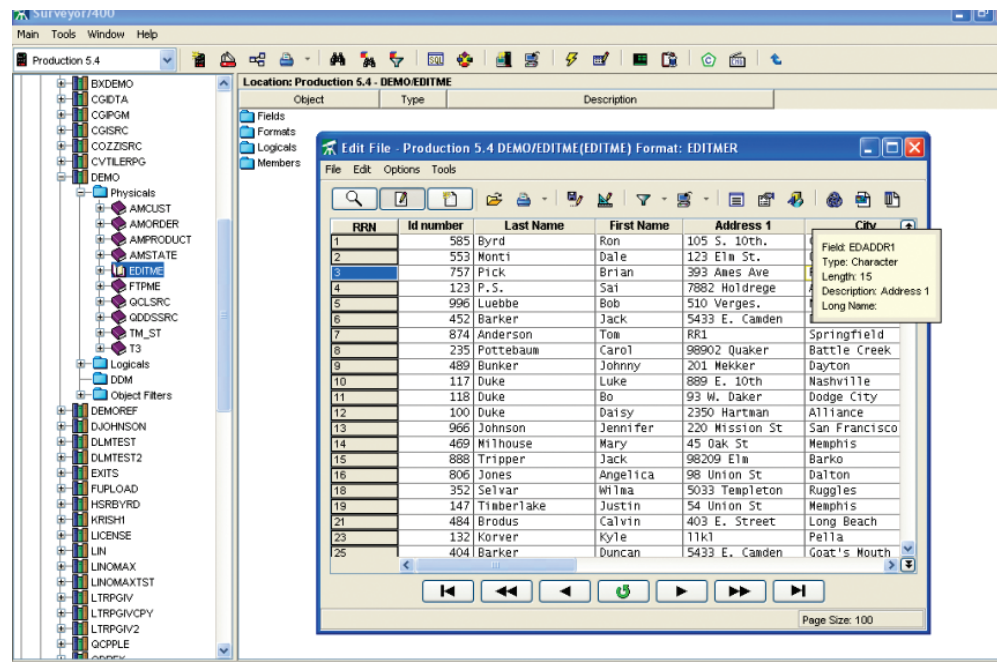 Surveyor/400
Main Tools Window Help
Production 5.4
BXDEMO
CGIDTA
CGIPGM
CGISRC
COZZISRC
CVTILERPG
DEMO
Physicals
AMCUST
AMORDER
AMPRODUCT
AMSTATE
EDITME
FTPME
QCLSRC
QDDSSRC
TM_ST
T3
Logicals
DDM
Object Filters
DEMOREF
DJOHNSON
DLMTEST
DLMTEST2
EXITS
FUPLOAD
HSRBYRD
KRISH1
LICENSE
LIN
LINOMAX
LINOMAXTST
LTRPGIV
LTRPGIVCPY
LTRPGIV2
QCPPLE
Location: Production 5.4 - DEMO/EDITME
Object Type Description
Fields
Formats
Logicals
Members
Edit File - Production 5.4 DEMO/EDITME(EDITME) Format: EDITMER
File Edit Options Tools
RRN Id number Last Name First Name Address 1 City
1 585 Byrd Ron 105 S. 10th.
2 553 Monti Dale 123 Elm St.
3 757 Pick Brian 393 Ames Ave
4 123 P.S. Sai 7882 Holdrege
5 996 Luebbe Bob 510 Verges.
6 452 Barker Jack 5433 E. Camden
7 874 Anderson Tom RR1 Springfield
8 235 Pottebaum Carol 98902 Quaker Battle Creek
9 489 Bunker Johnny 201 Mekker Dayton
10 117 Duke Luke 889 E. 10th Nashville
11 118 Duke Bo 93 W. Daker Dodge City
12 100 Duke Daisy 2350 Hartman Alliance
13 966 Johnson Jennifer 220 Mission St San Francisco
14 469 Milhouse Mary 45 Oak St Memphis
15 888 Tripper Jack 98209 Elm Barko
16 806 Jones Angelica 98 Union St Dalton
18 352 Selvar Wilma 5033 Templeton Ruggles
19 147 Timberlake Justin 54 Union St Memphis
21 484 Brodus Calvin 403 E. Street Long Beach
23 132 Korver Kyle 11k1 Pella
25 404 Barker Duncan 5433 E. Camden Goat's Mouth
Field: EDADDR1
Type: Character
Length: 15
Description: Address 1
Long Name:
Page Size: 100